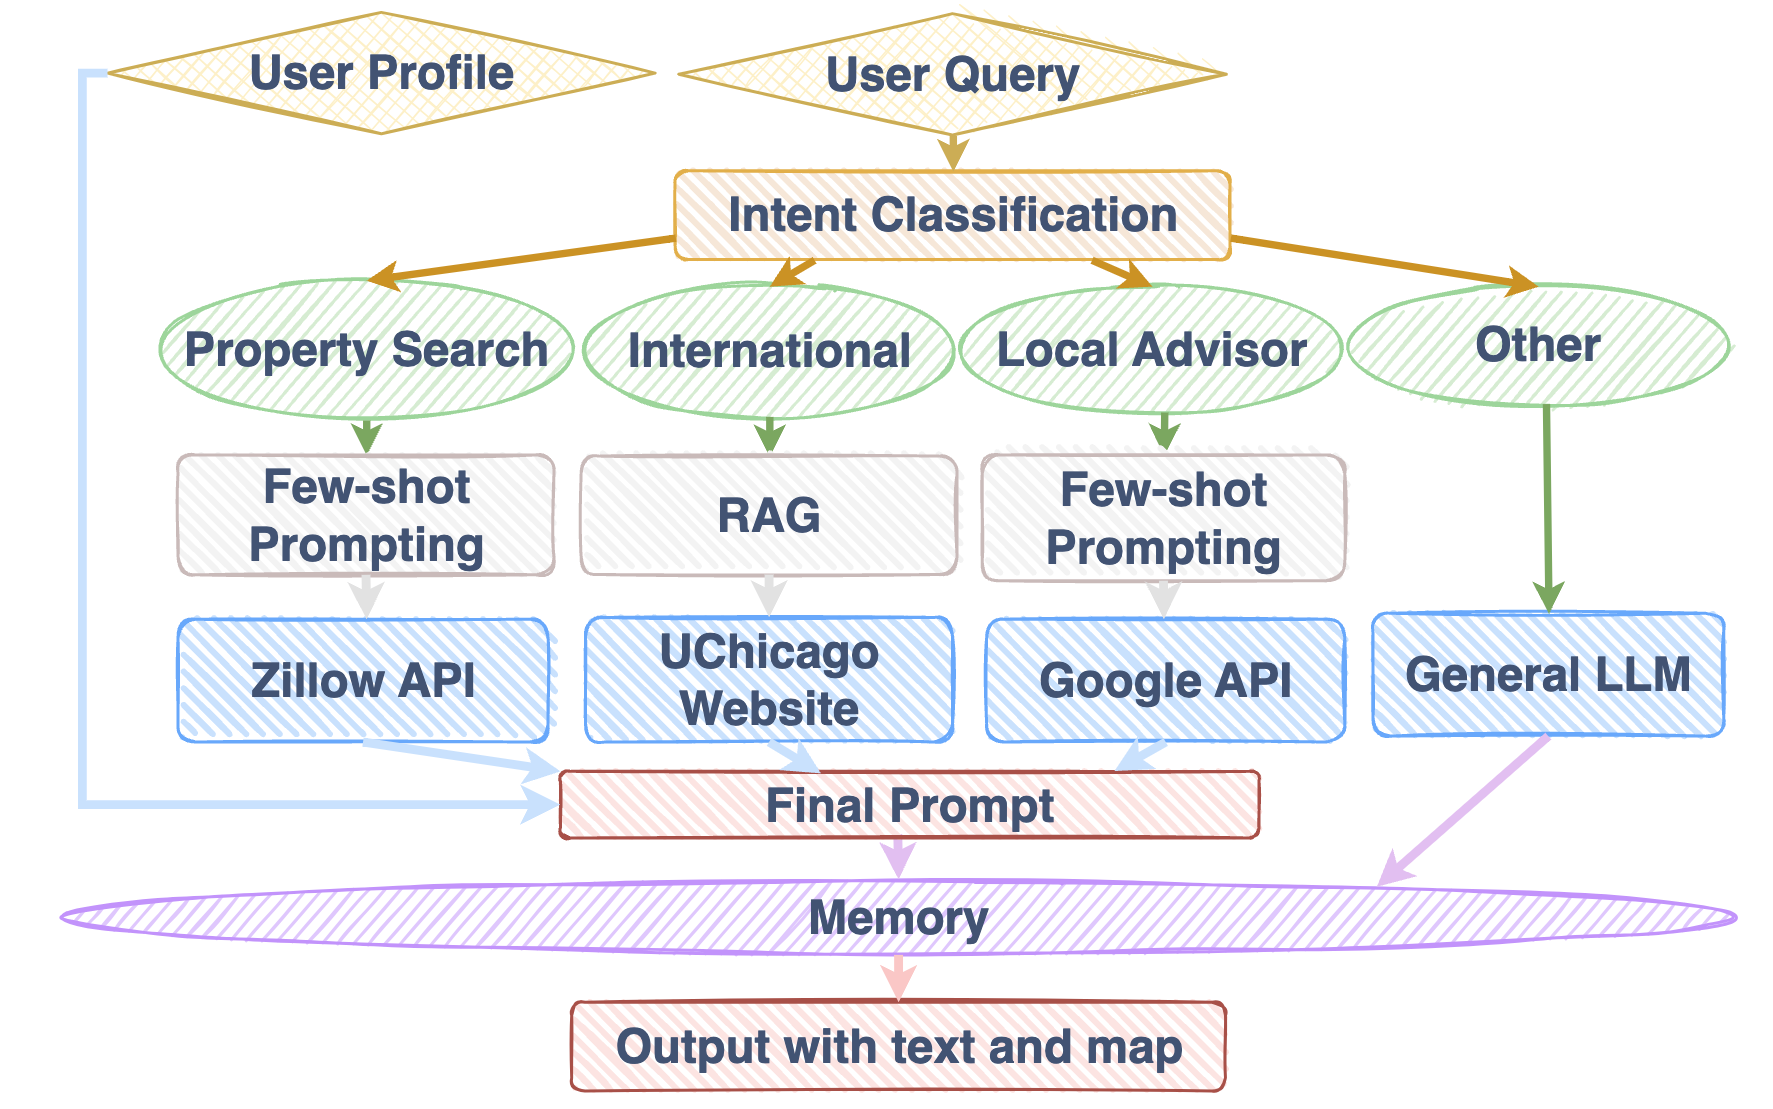 User Profile
User Query
Intent Classification
Property Search
International
Local Advisor
Other
Few-shot
Prompting
RAG
Few-shot
Prompting
Zillow API
UChicago
Website
Google API
General LLM
Final Prompt
Memory
Output with text and map